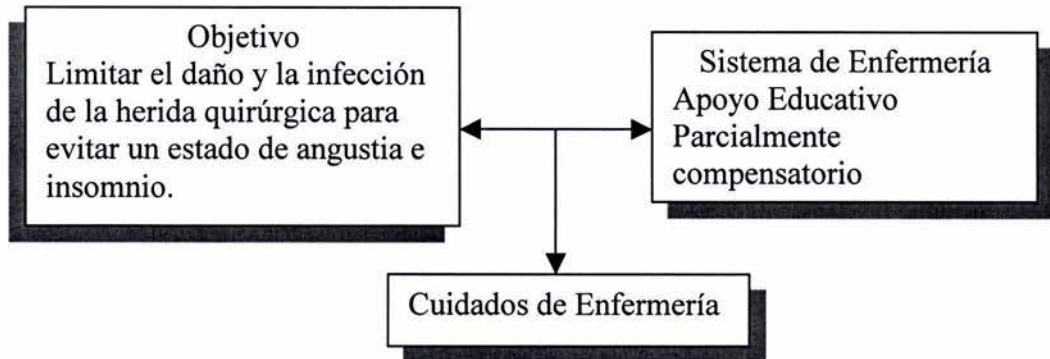 Objetivo
Limitar el daño y la infección
de la herida quirúrgica para
evitar un estado de angustia e
insomnio.
Sistema de Enfermería
Apoyo Educativo
Parcialmente
compensatorio
Cuidados de Enfermería